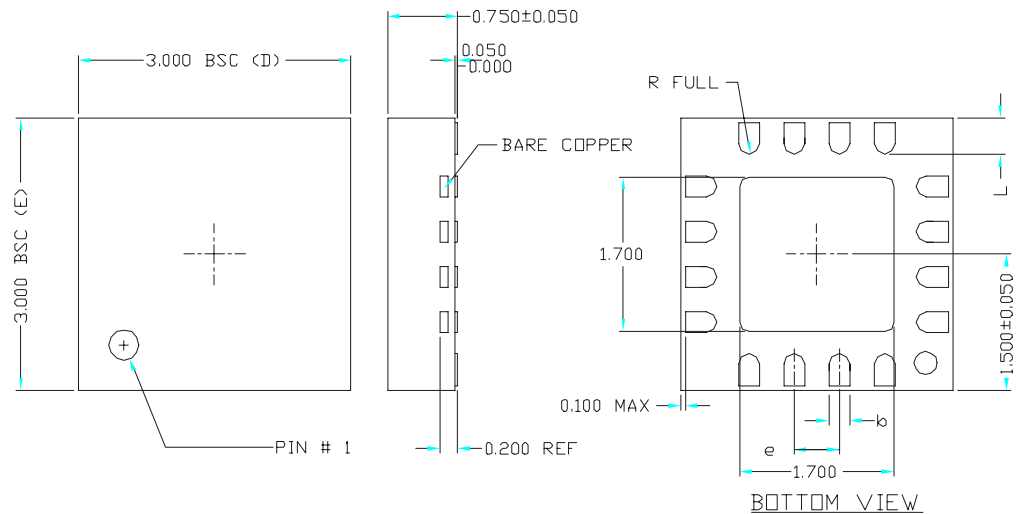 0.750±0.050
3.000 BSC (D)
0.050
0.000
R FULL
BARE COPPER
3.000 BSC (E)
L
1.700
1.500±0.050
0.100 MAX
b
PIN # 1
0.200 REF
e
1.700
BOTTOM VIEW